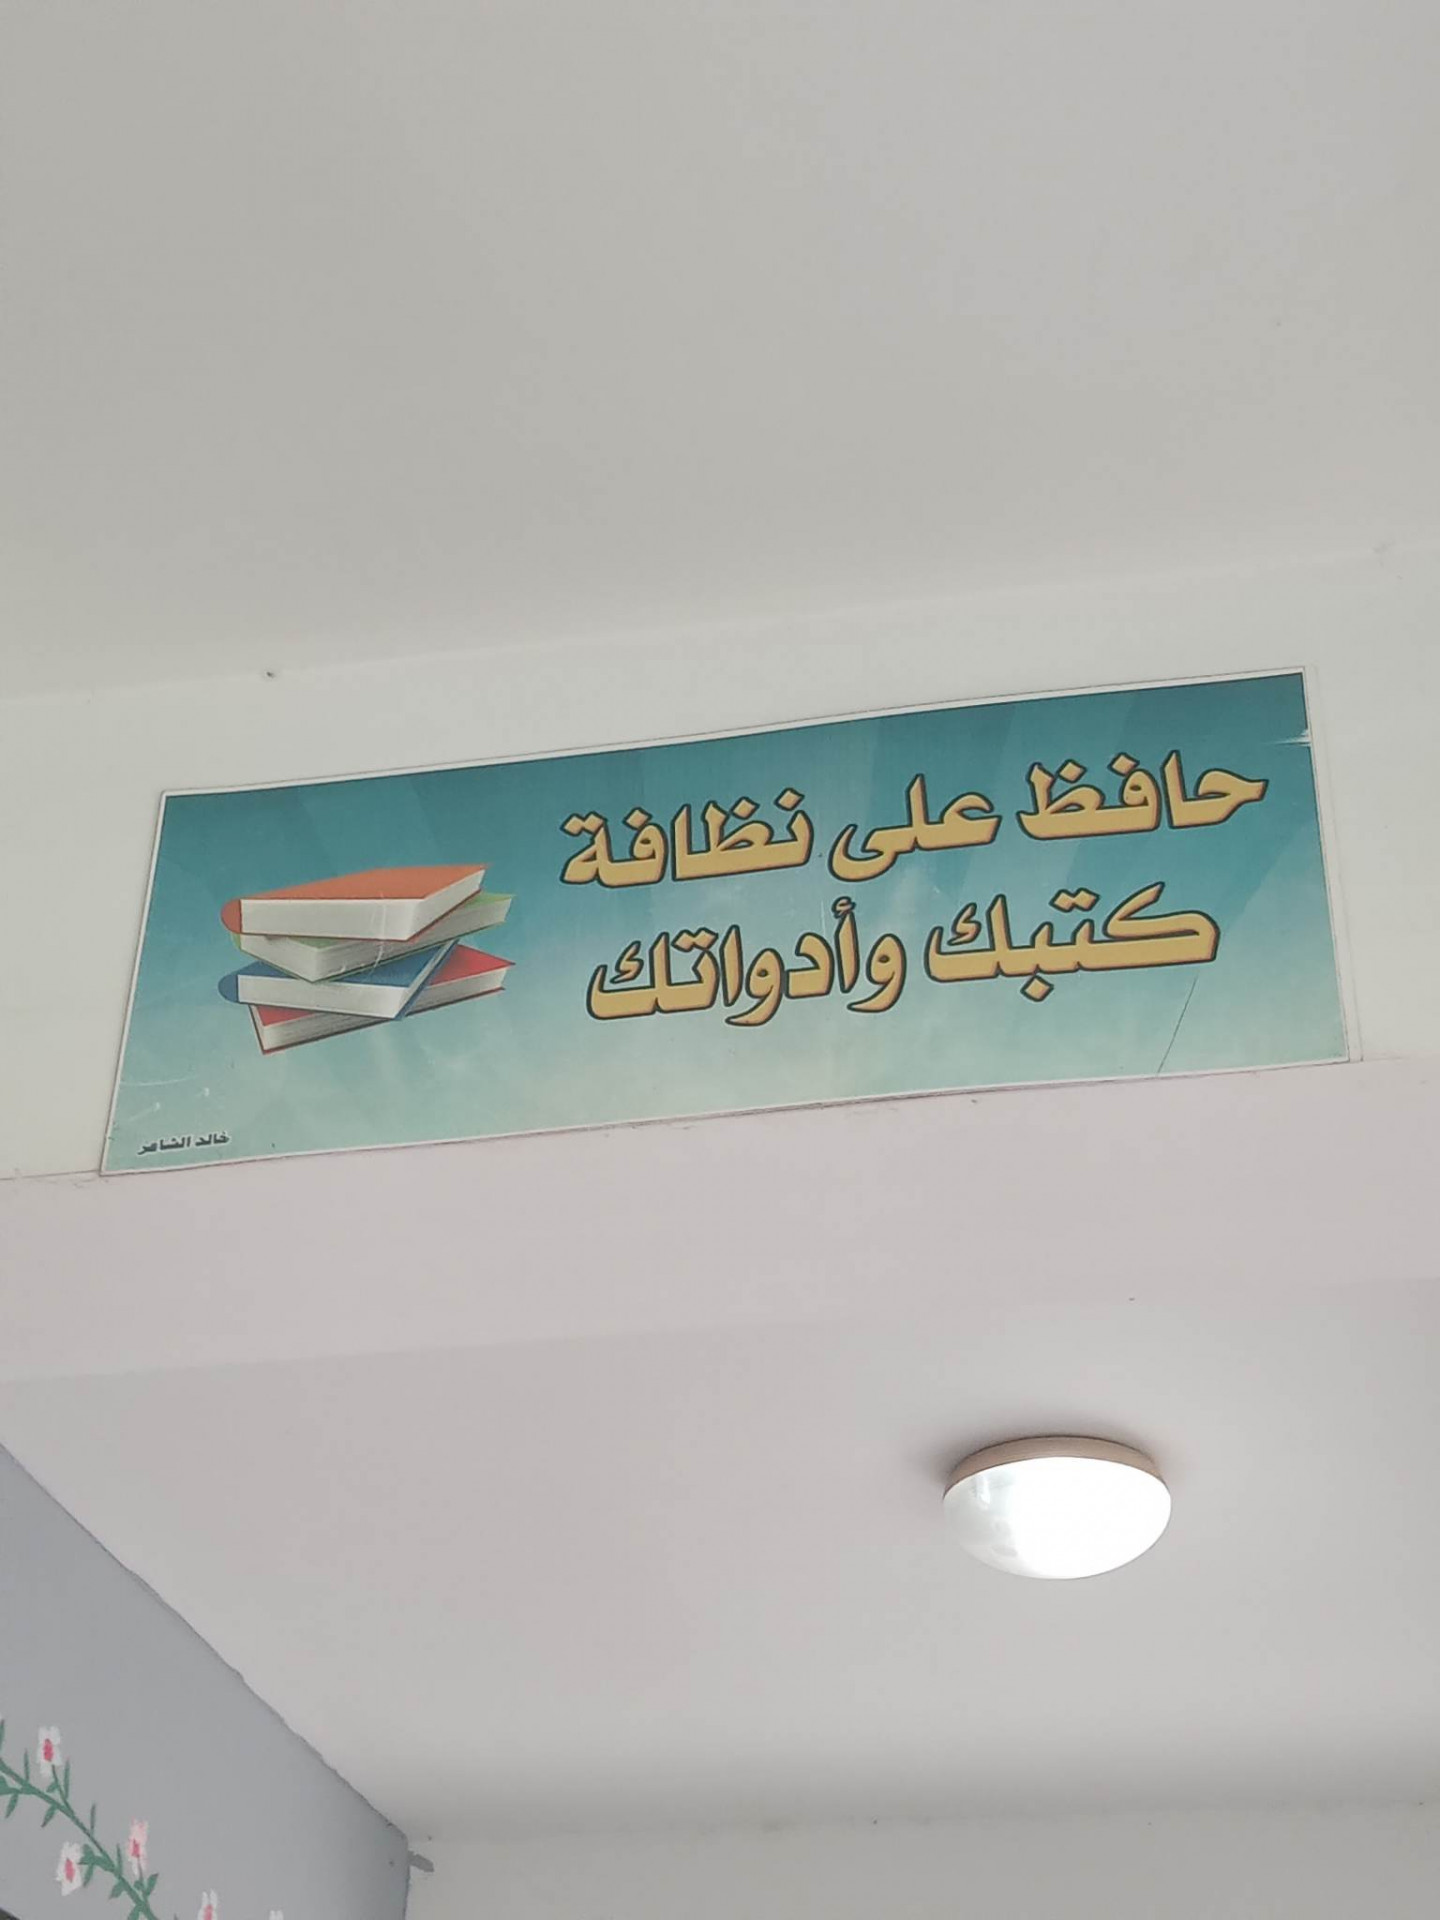 حافظ على نظافة
كتبك وأدواتك
خالد الشاعر